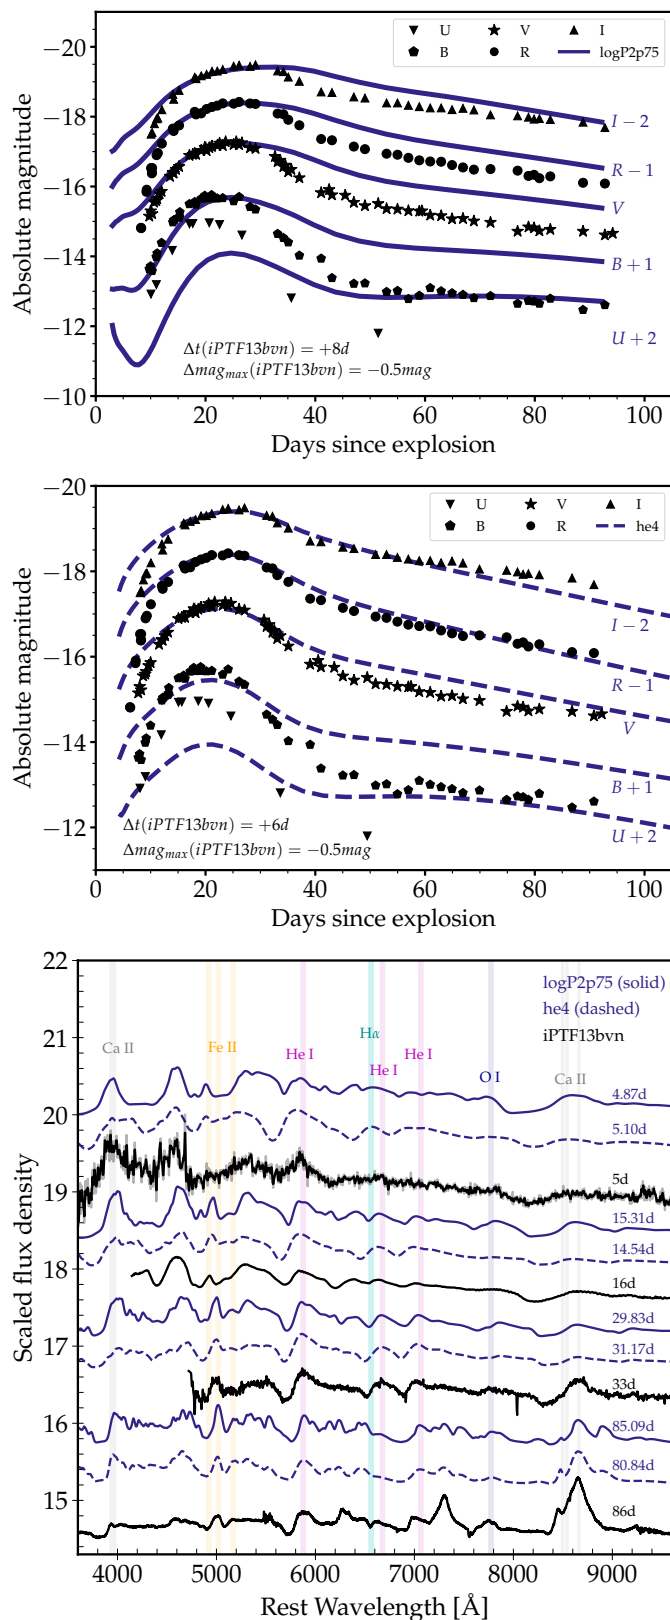 U V I
B R logP2p75
Absolute magnitude
−20
−18
−16
−14
−12
−10
I − 2
R − 1
V
B + 1
U + 2
Δt(iPTF13bvn) = +8d
Δmag_max(iPTF13bvn) = −0.5mag
0 20 40 60 80 100
Days since explosion
U V I
B R he4
Absolute magnitude
−20
−18
−16
−14
−12
I − 2
R − 1
V
B + 1
U + 2
Δt(iPTF13bvn) = +6d
Δmag_max(iPTF13bvn) = −0.5mag
0 20 40 60 80 100
Days since explosion
Scaled flux density
22
21
20
19
18
17
16
15
logP2p75 (solid)
he4 (dashed)
iPTF13bvn
Ca II
Fe II
He I
Hα
He I
He I
O I
Ca II
4.87d
5.10d
5d
15.31d
14.54d
16d
29.83d
31.17d
33d
85.09d
80.84d
86d
4000 5000 6000 7000 8000 9000
Rest Wavelength [Å]